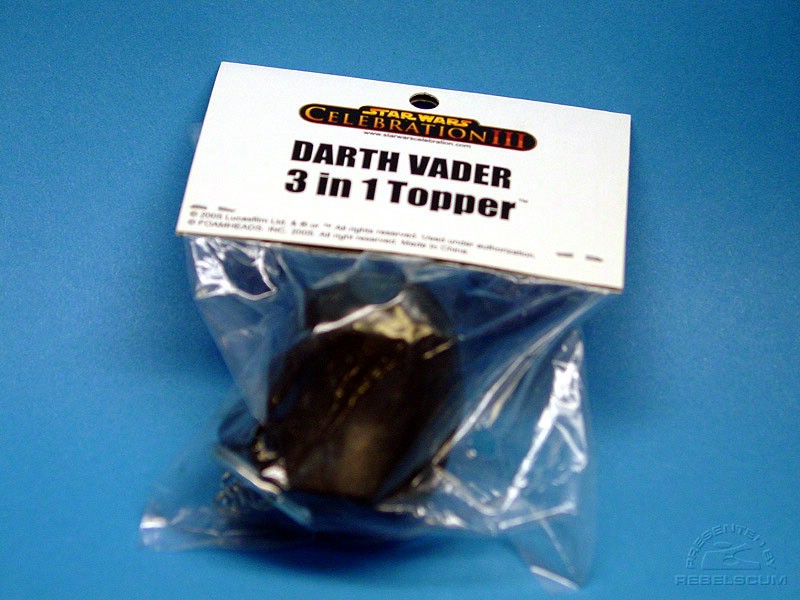 STAR WARS
CELEBRATION III
www.starwarscelebration.com
DARTH VADER
3 in 1 Topper™
© 2005 Lucasfilm Ltd. & ® or ™ All rights reserved. Used under authorization.
© FOAMHEADS, INC. 2005. All right reserved. Made in China.
PRESENTED BY
REBELSCUM